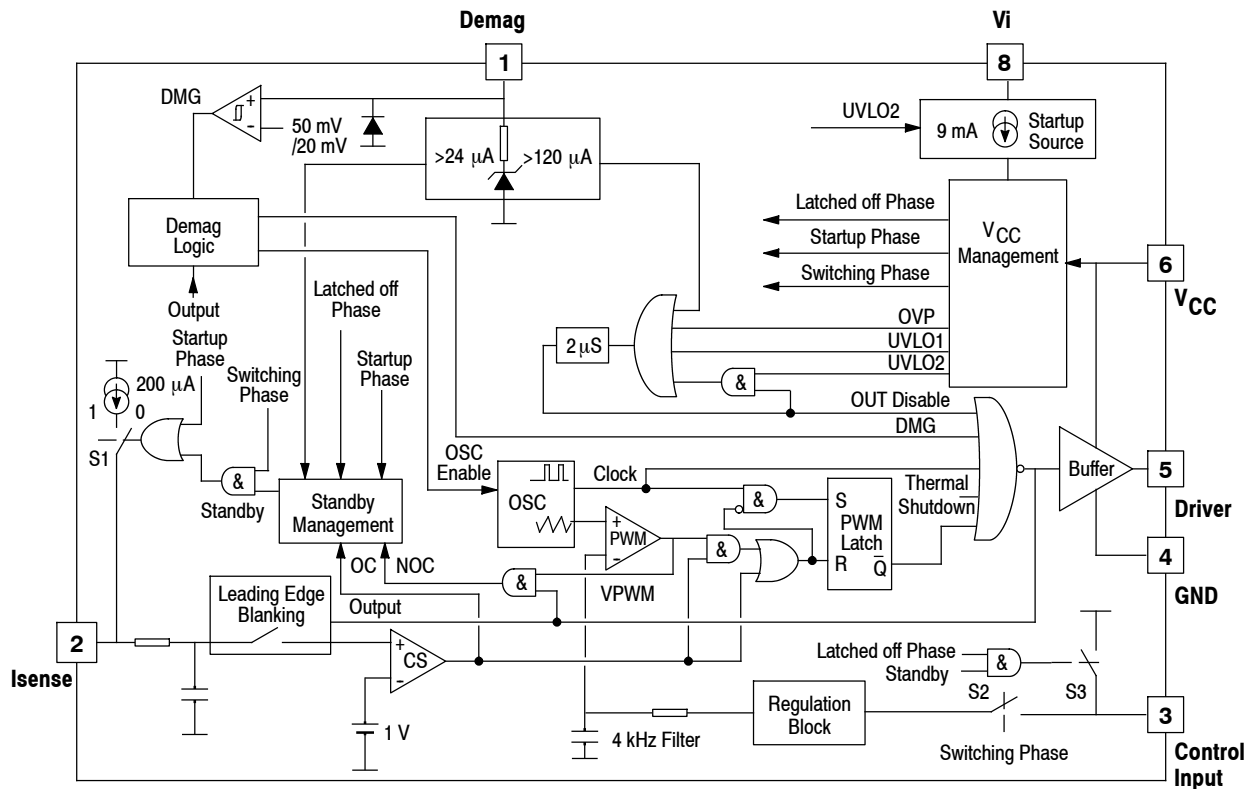 Demag
Vi
1
8
DMG
+
-
50 mV
/20 mV
>24 μA
>120 μA
UVLO2
9 mA
Startup
Source
Demag
Logic
Latched off Phase
Startup Phase
Switching Phase
VCC
Management
6
VCC
Output
Startup
Phase
Latched off
Phase
Startup
Phase
Switching
Phase
200 μA
1
0
S1
2 μS
OVP
UVLO1
UVLO2
&
OUT Disable
DMG
&
Standby
Standby
Management
OSC
Enable
OSC
Clock
&
S
PWM
Latch
R
Q̅
Thermal
Shutdown
Buffer
5
Driver
+
PWM
-
&
VPWM
OC
NOC
&
4
GND
Leading Edge
Blanking
Output
2
Isense
+
CS
-
1 V
4 kHz Filter
Regulation
Block
Latched off Phase
Standby
&
S2
S3
Switching Phase
3
Control
Input